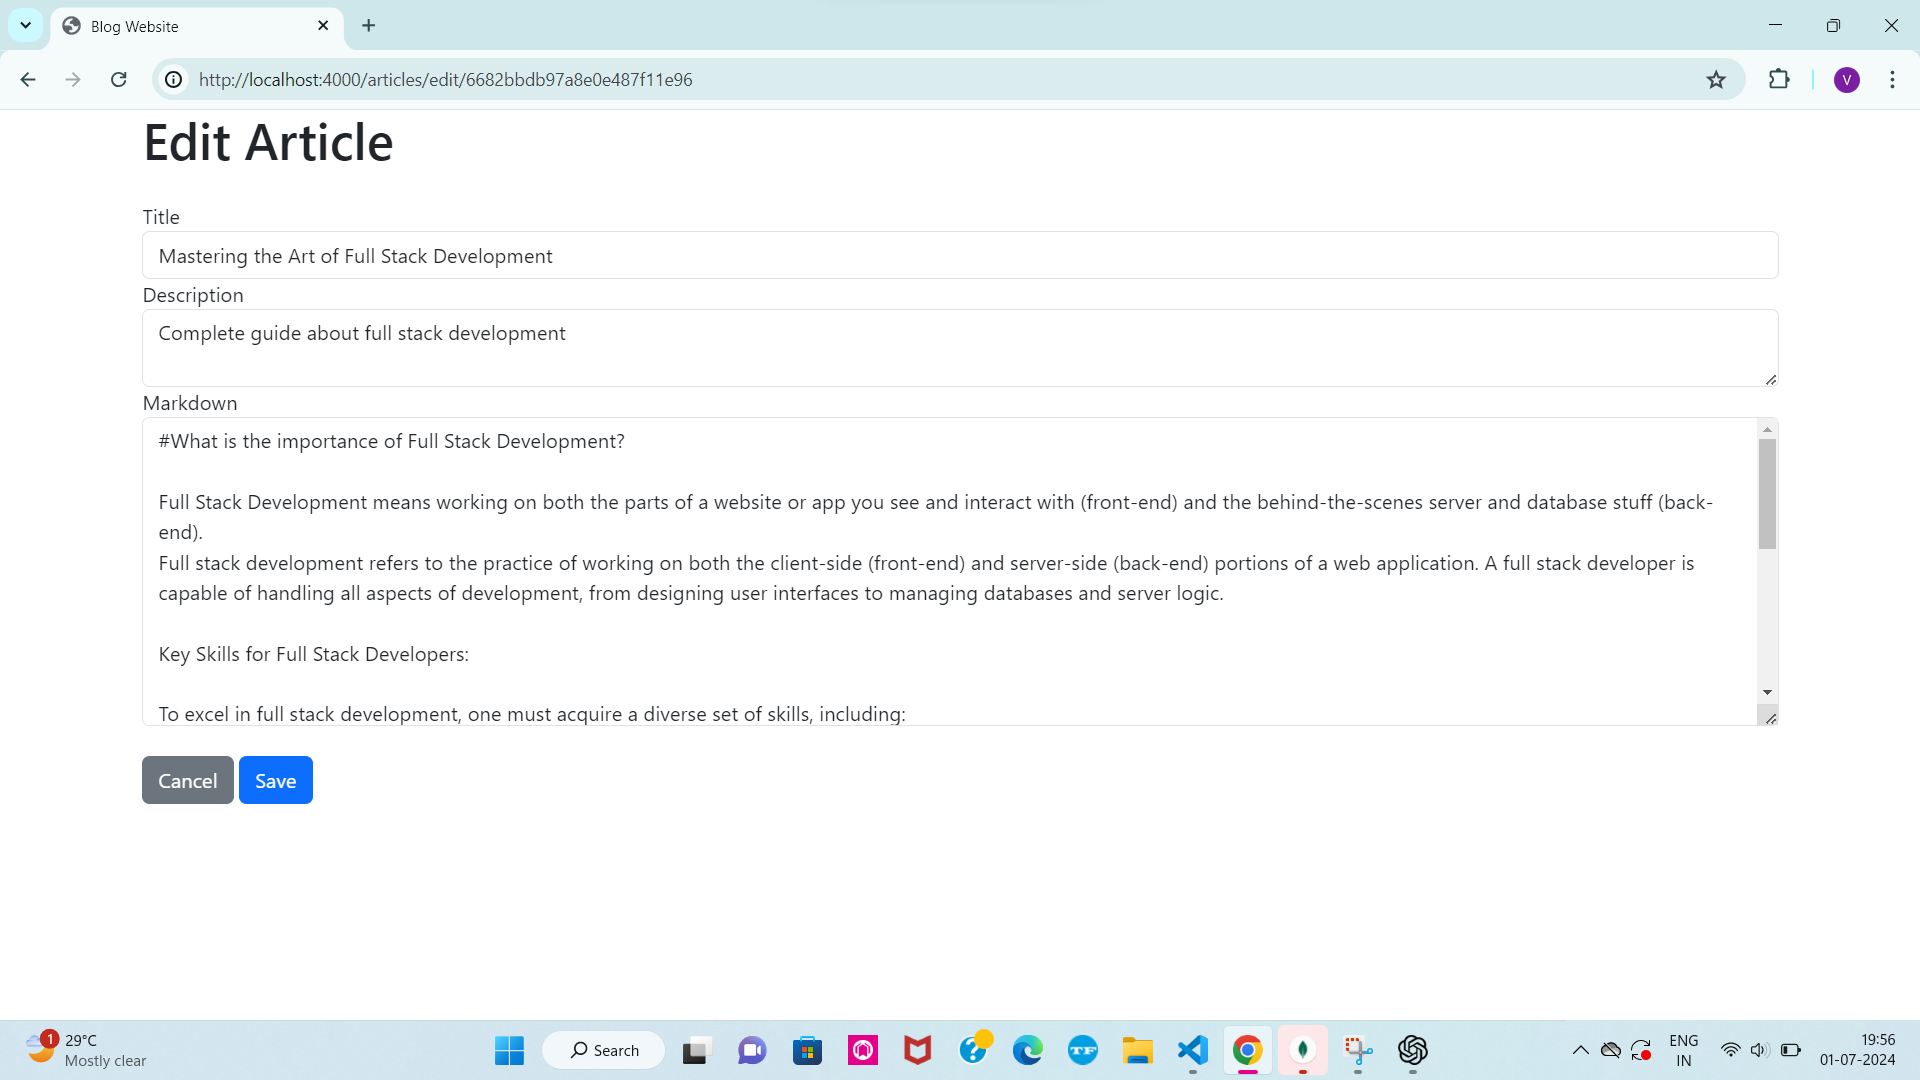 Blog Website
http://localhost:4000/articles/edit/6682bbdb97a8e0e487f11e96
V
Edit Article
Title
Mastering the Art of Full Stack Development
Description
Complete guide about full stack development
Markdown
#What is the importance of Full Stack Development?
Full Stack Development means working on both the parts of a website or app you see and interact with (front-end) and the behind-the-scenes server and database stuff (back-
end).
Full stack development refers to the practice of working on both the client-side (front-end) and server-side (back-end) portions of a web application. A full stack developer is
capable of handling all aspects of development, from designing user interfaces to managing databases and server logic.
Key Skills for Full Stack Developers:
To excel in full stack development, one must acquire a diverse set of skills, including:
Cancel Save
1
29°C
Mostly clear
Search
TF
ENG
IN
19:56
01-07-2024